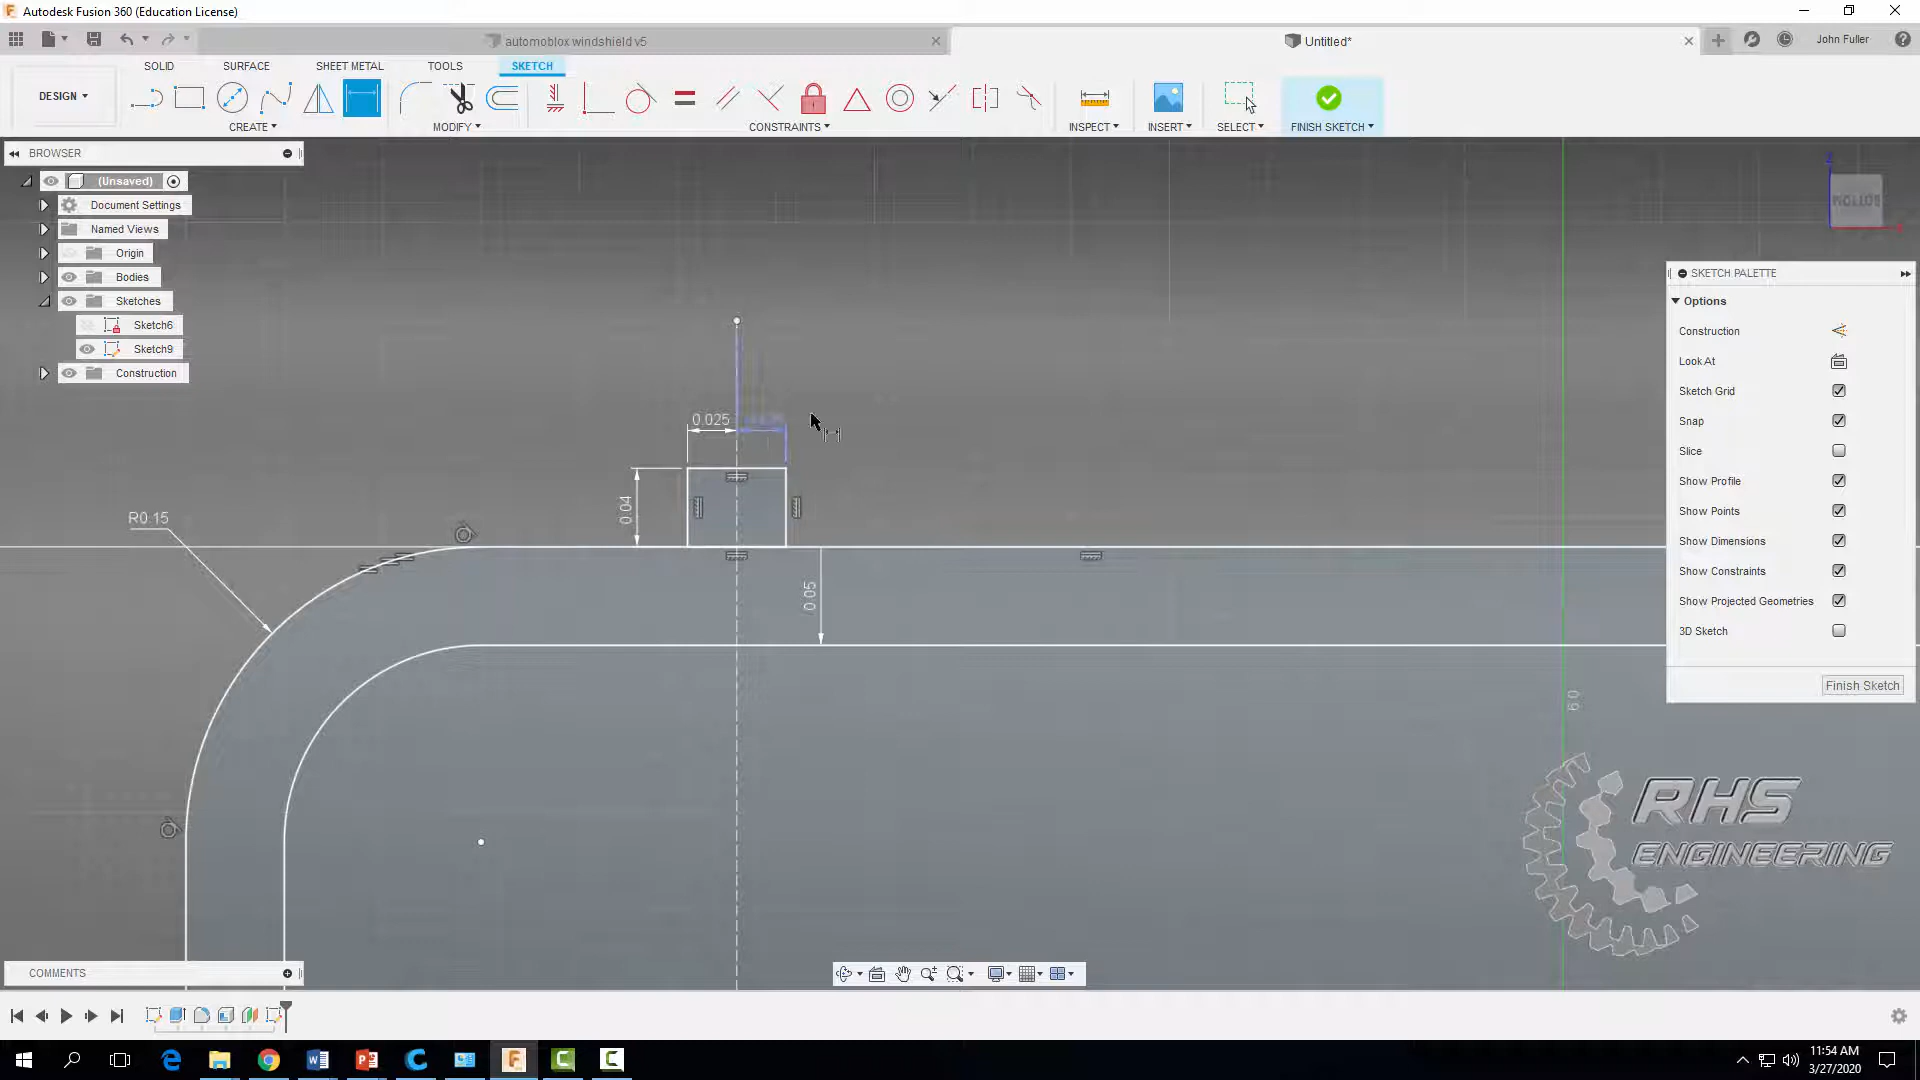 Autodesk Fusion 360 (Education License)
automoblox windshield v5
Untitled*
John Fuller
SOLID
SURFACE
SHEET METAL
TOOLS
SKETCH
DESIGN
CREATE
MODIFY
CONSTRAINTS
INSPECT
INSERT
SELECT
FINISH SKETCH
BROWSER
(Unsaved)
Document Settings
Named Views
Origin
Bodies
Sketches
Sketch6
Sketch9
Construction
BOTTOM
SKETCH PALETTE
Options
Construction
Look At
Sketch Grid
Snap
Slice
Show Profile
Show Points
Show Dimensions
Show Constraints
Show Projected Geometries
3D Sketch
Finish Sketch
0.025
0.04
R0.15
0.05
60
RHS
ENGINEERING
COMMENTS
11:54 AM
3/27/2020